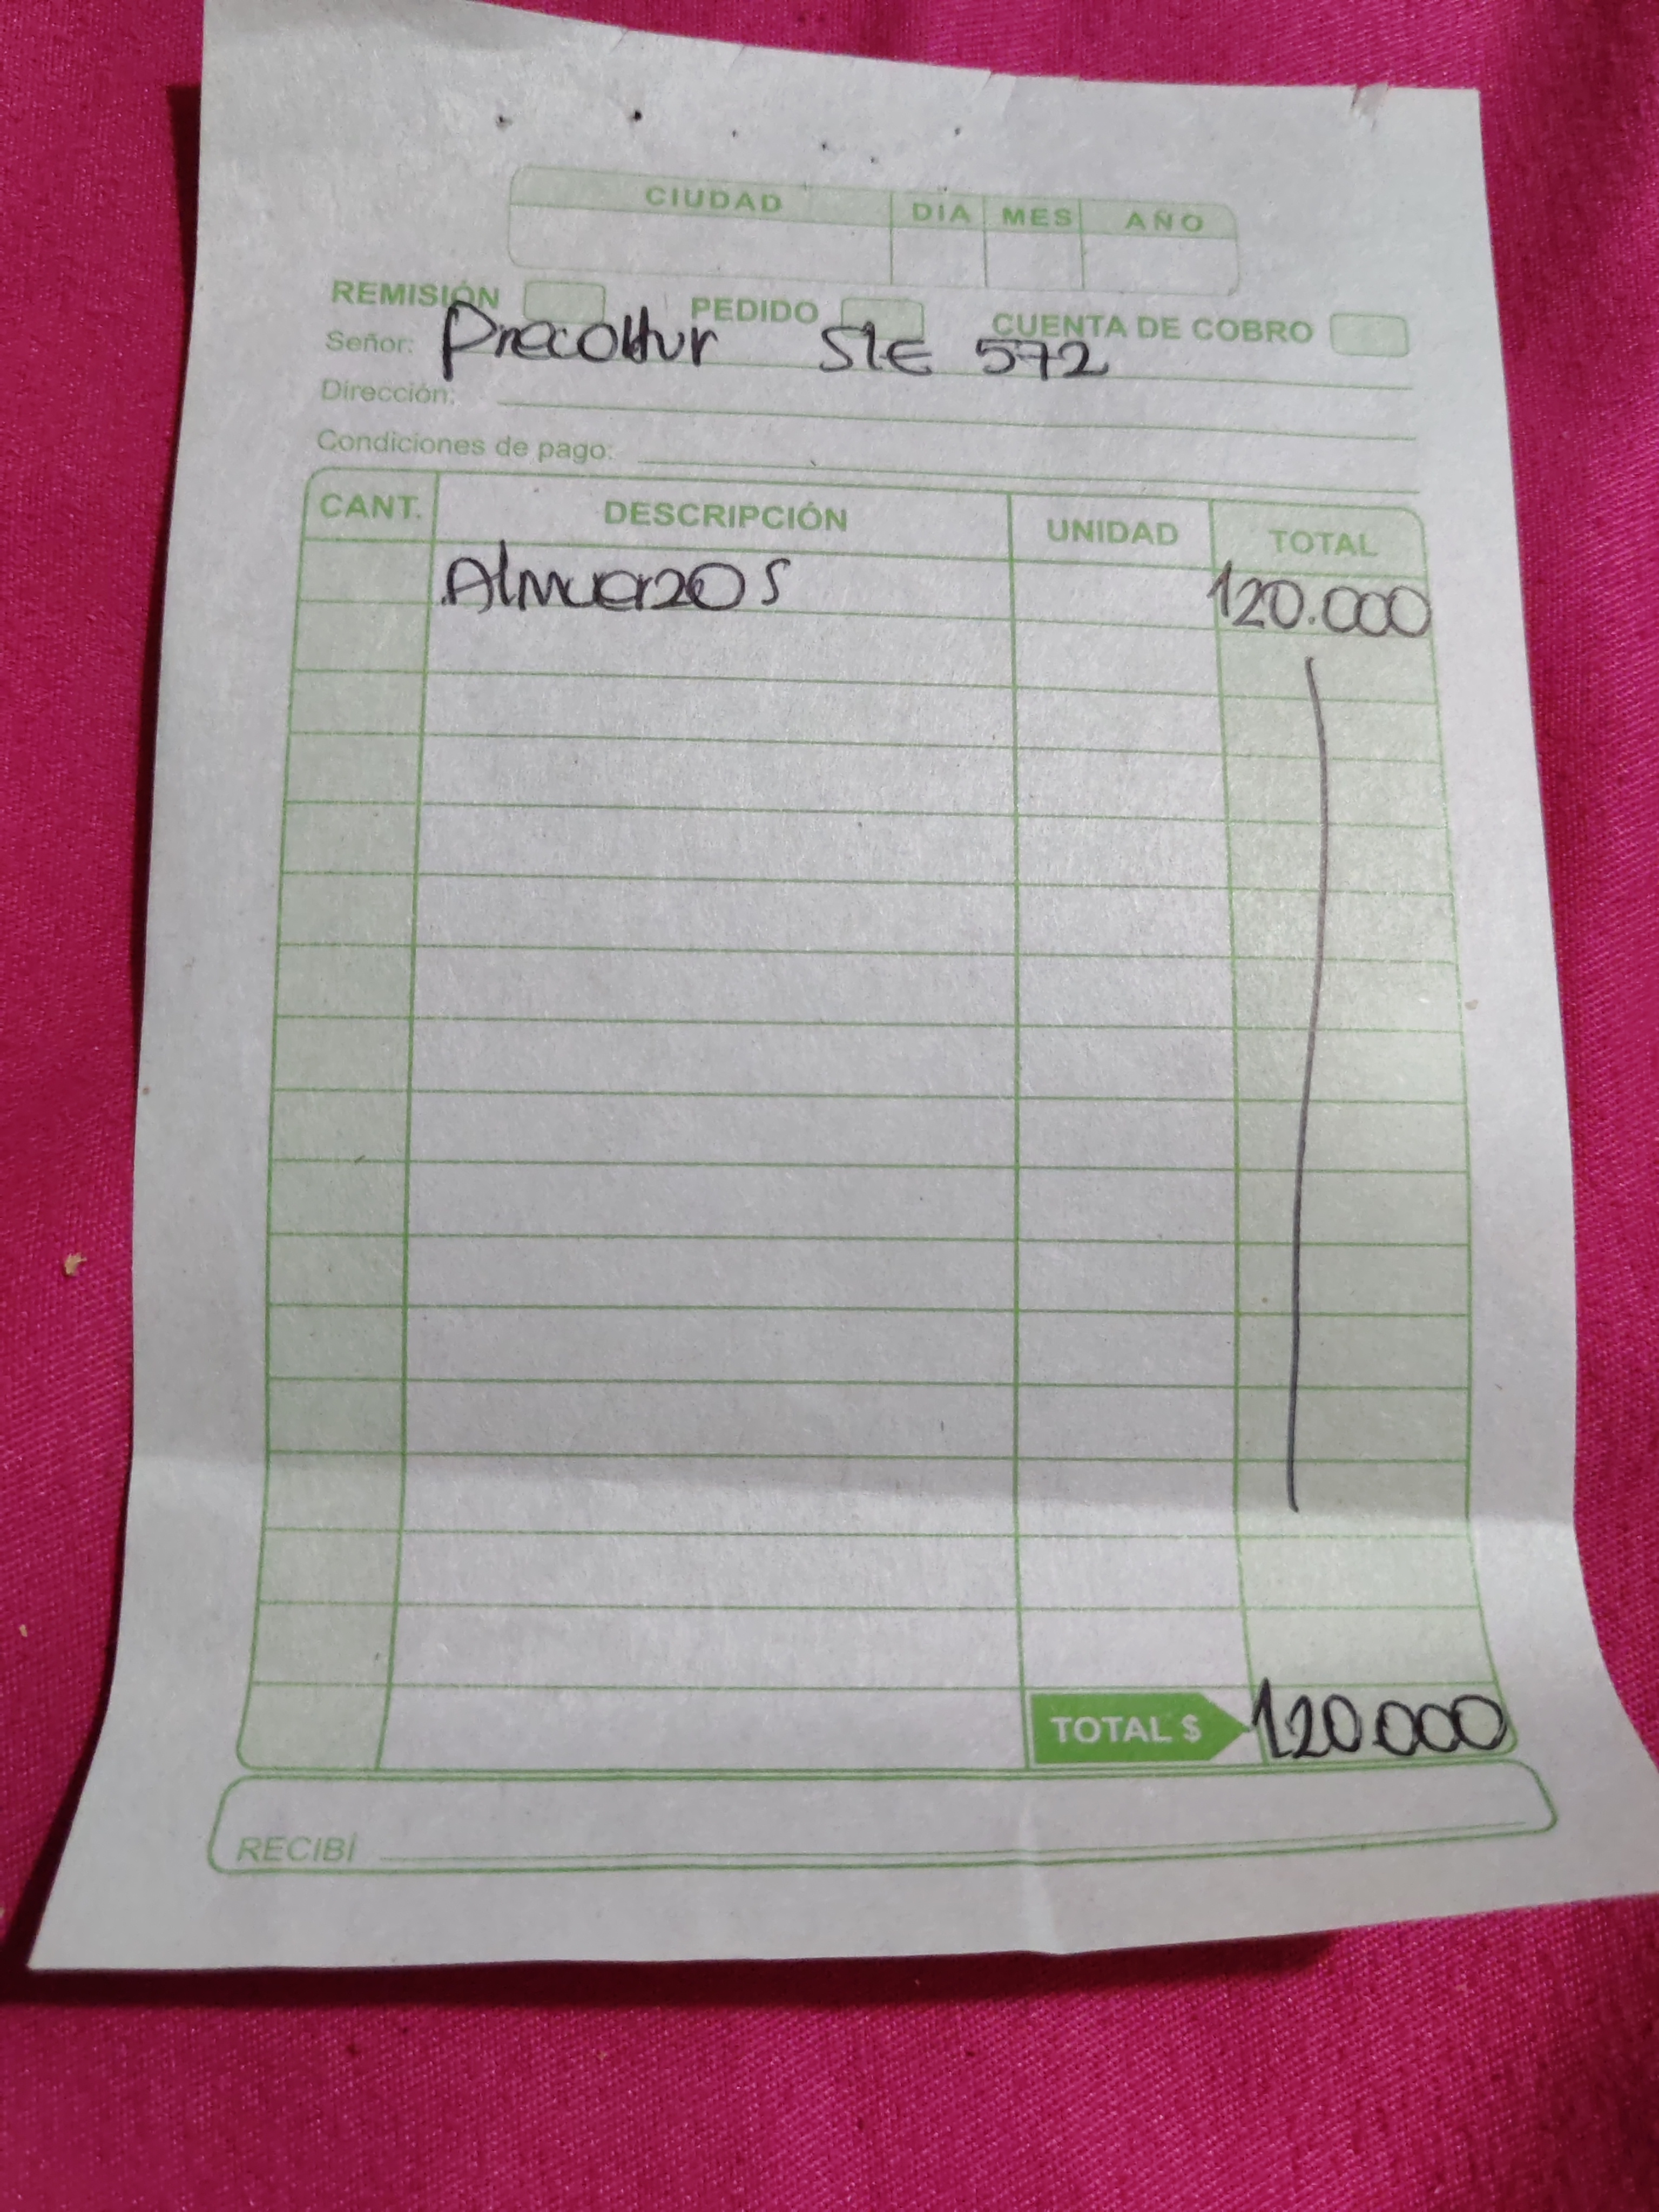 CIUDAD DIA MES AÑO
REMISIÓN PEDIDO CUENTA DE COBRO
Señor: Precoltur SLE 572
Dirección:
Condiciones de pago:
CANT. DESCRIPCIÓN UNIDAD TOTAL
Almuerzos 120.000
TOTAL $ 120.000
RECIBÍ